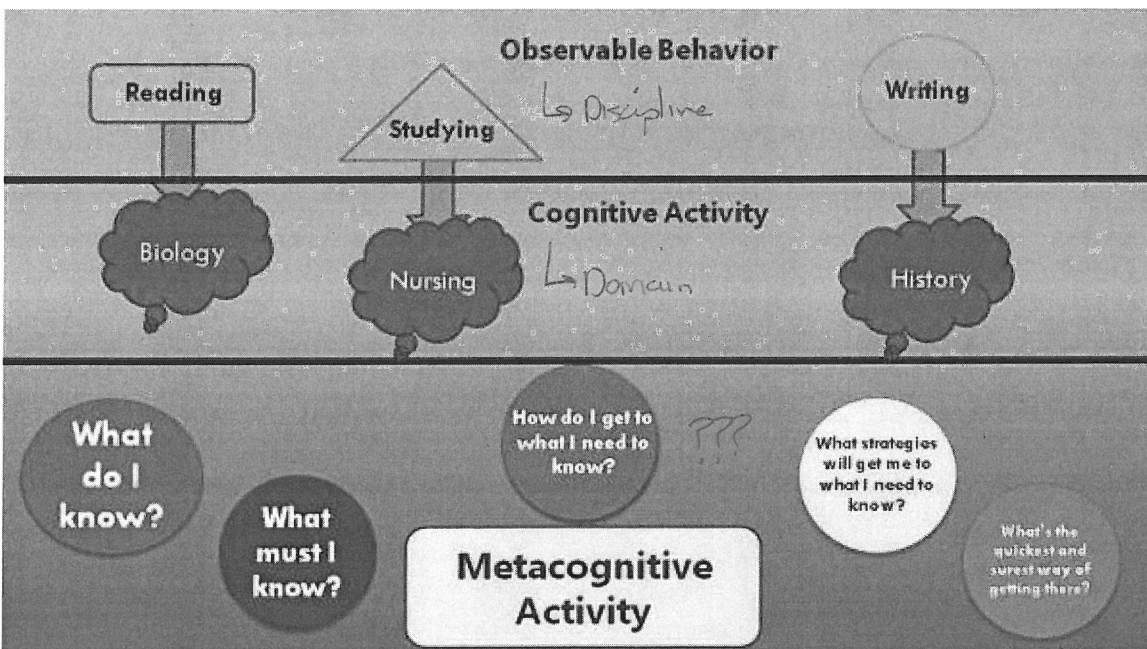 Observable Behavior
Reading
Studying
↳ Discipline
Writing
Cognitive Activity
Biology
Nursing
↳ Domain
History
What
do I
know?
What
must I
know?
How do I get to
what I need to
know?
???
What strategies
will get me to
what I need to
know?
What's the
quickest and
surest way of
getting there?
Metacognitive
Activity